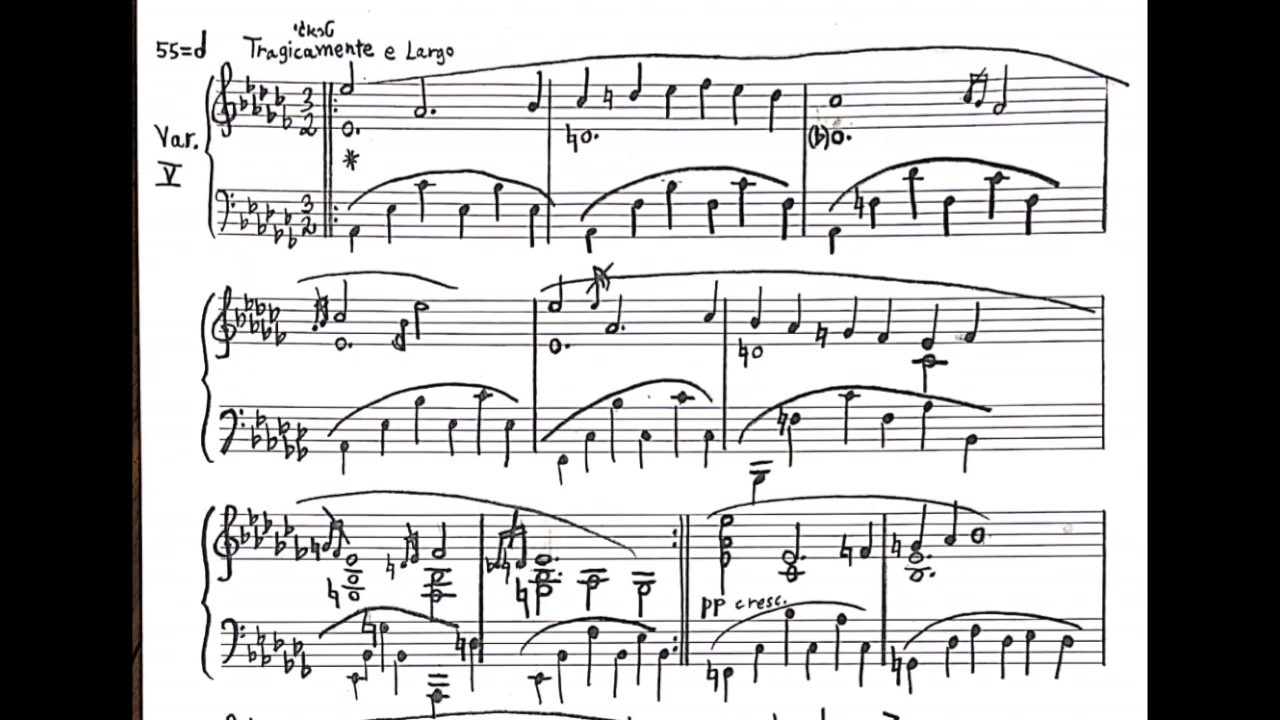 55=𝅗𝅥 Tragicamente e Largo
Var.
V
pp cresc.